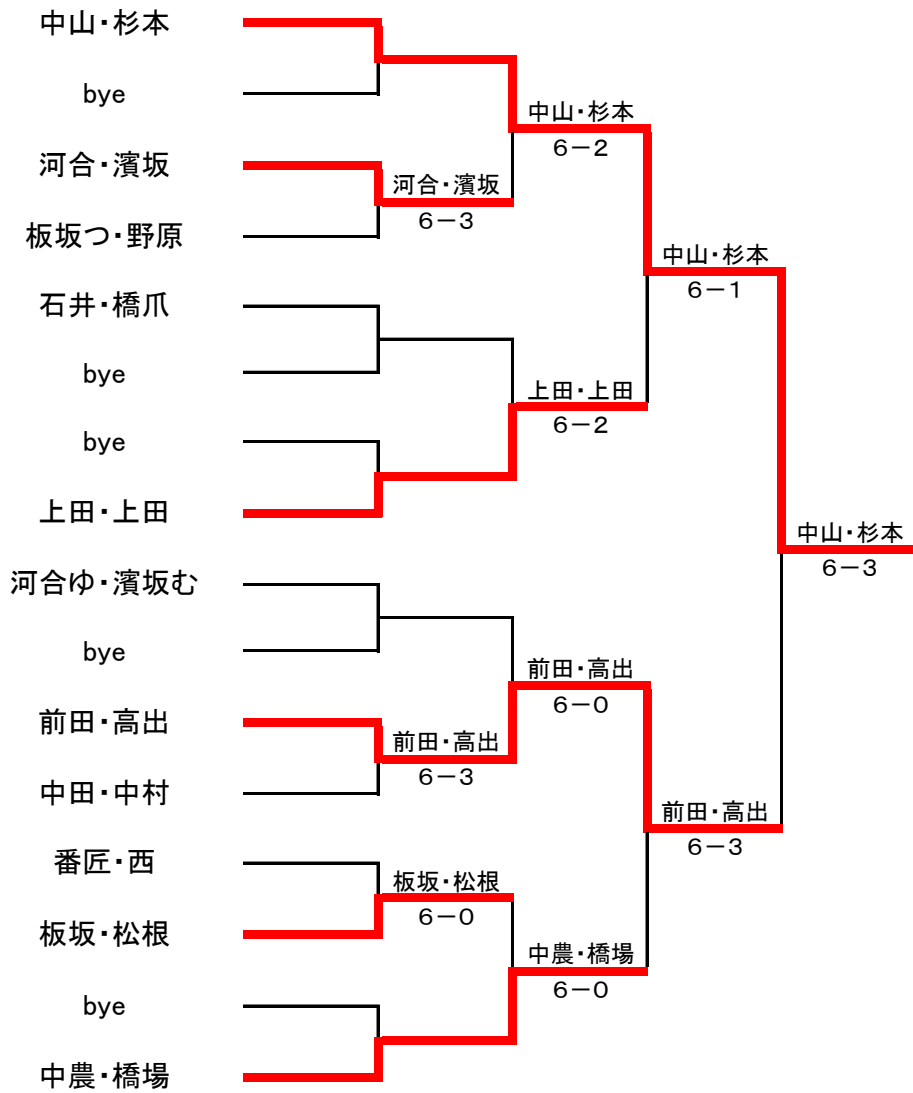 中山・杉本
bye
河合・濱坂
板坂つ・野原
石井・橋爪
bye
bye
上田・上田
河合ゆ・濱坂む
bye
前田・高出
中田・中村
番匠・西
板坂・松根
bye
中農・橋場
河合・濱坂
6－3
前田・高出
6－3
板坂・松根
6－0
中山・杉本
6－2
上田・上田
6－2
前田・高出
6－0
中農・橋場
6－0
中山・杉本
6－1
前田・高出
6－3
中山・杉本
6－3